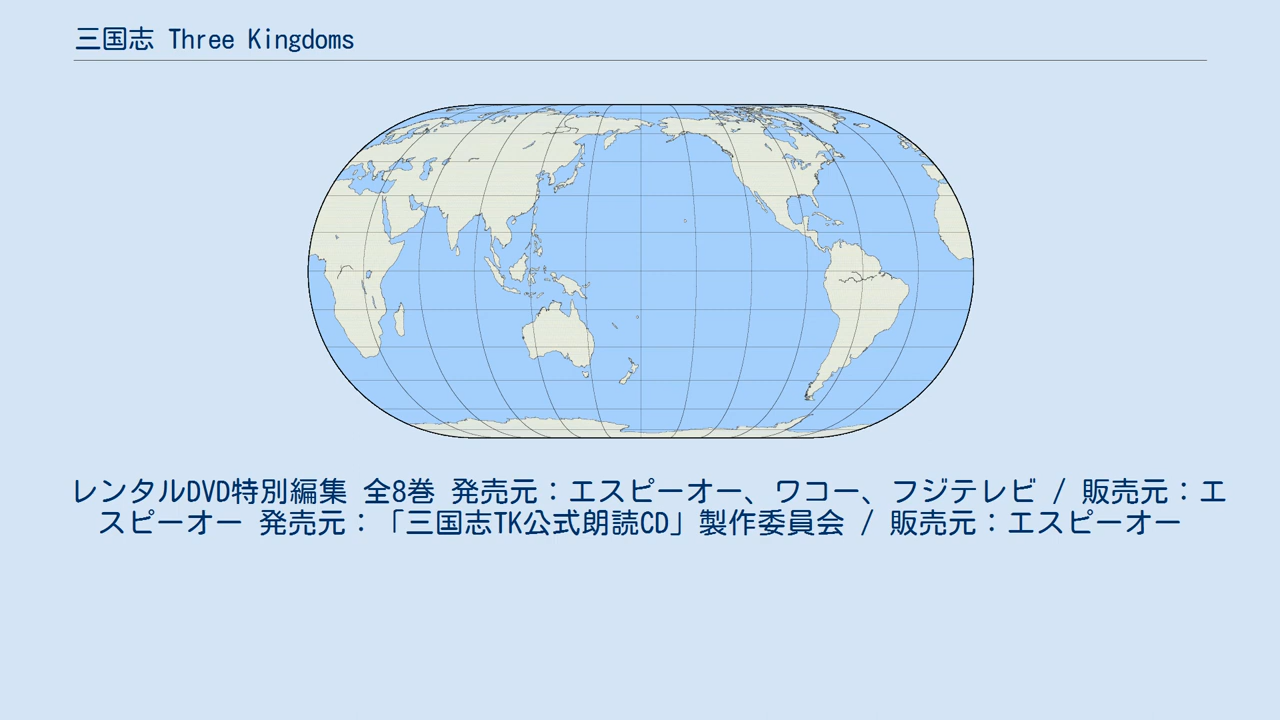 三国志 Three Kingdoms
レンタルDVD特別編集 全8巻 発売元：エスピーオー、ワコー、フジテレビ / 販売元：エ
スピーオー 発売元：「三国志TK公式朗読CD」製作委員会 / 販売元：エスピーオー